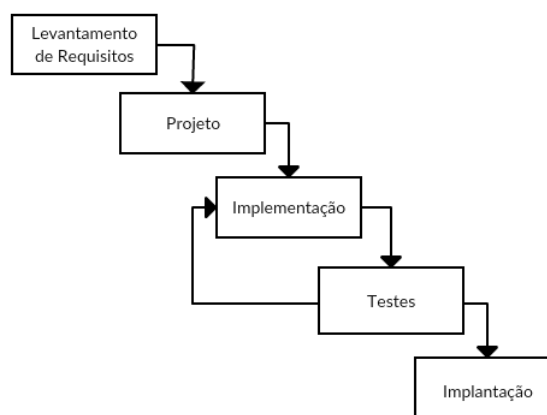 Levantamento
de Requisitos
Projeto
Implementação
Testes
Implantação